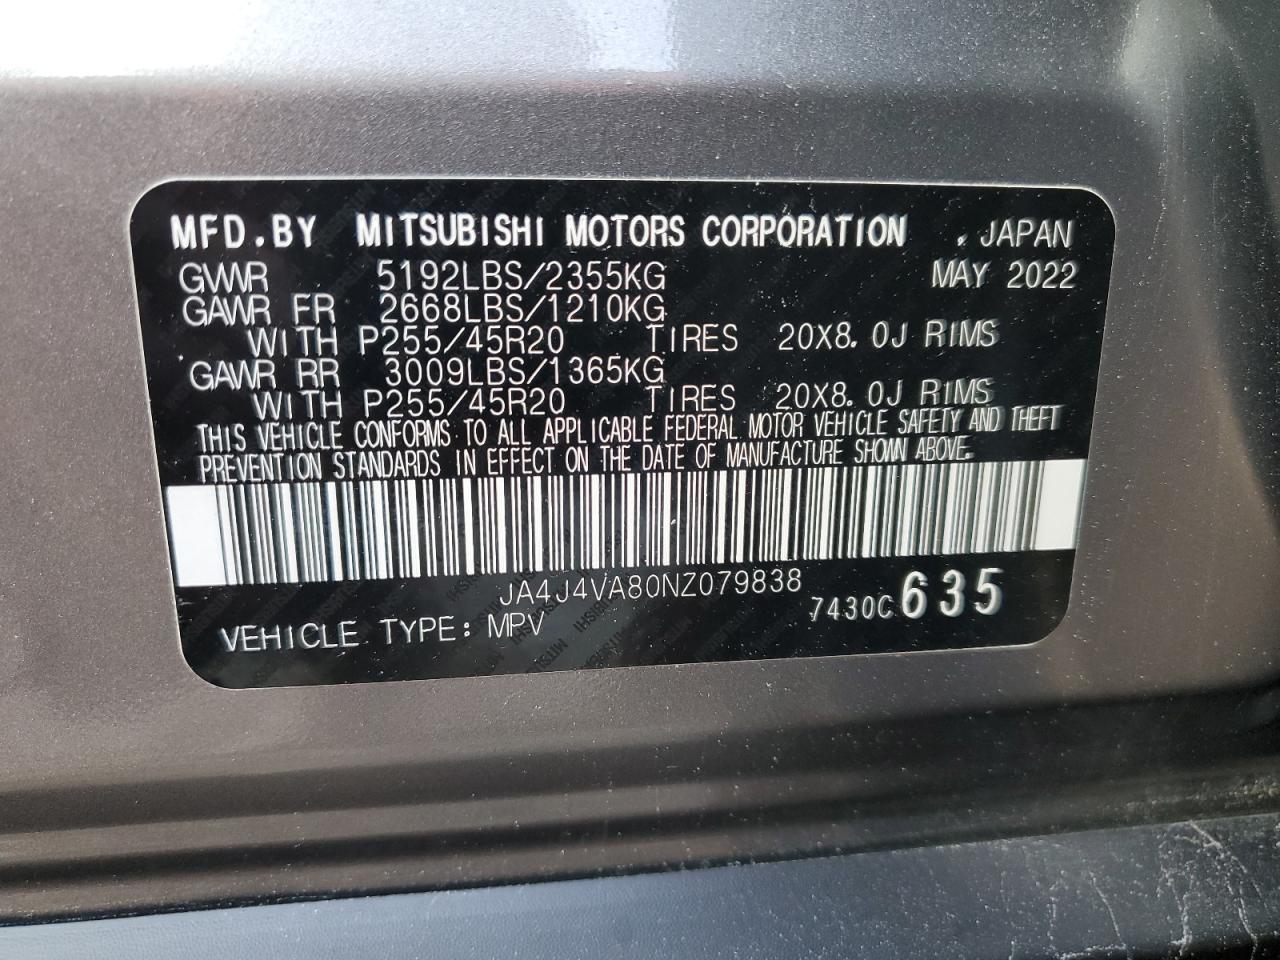 MFD.BY MITSUBISHI MOTORS CORPORATION . JAPAN
GVWR 5192LBS/2355KG MAY 2022
GAWR FR 2668LBS/1210KG
WITH P255/45R20 TIRES 20X8.0J RIMS
GAWR RR 3009LBS/1365KG
WITH P255/45R20 TIRES 20X8.0J RIMS
THIS VEHICLE CONFORMS TO ALL APPLICABLE FEDERAL MOTOR VEHICLE SAFETY AND THEFT
PREVENTION STANDARDS IN EFFECT ON THE DATE OF MANUFACTURE SHOWN ABOVE.
JA4J4VA80NZ079838
7430C 635
VEHICLE TYPE: MPV